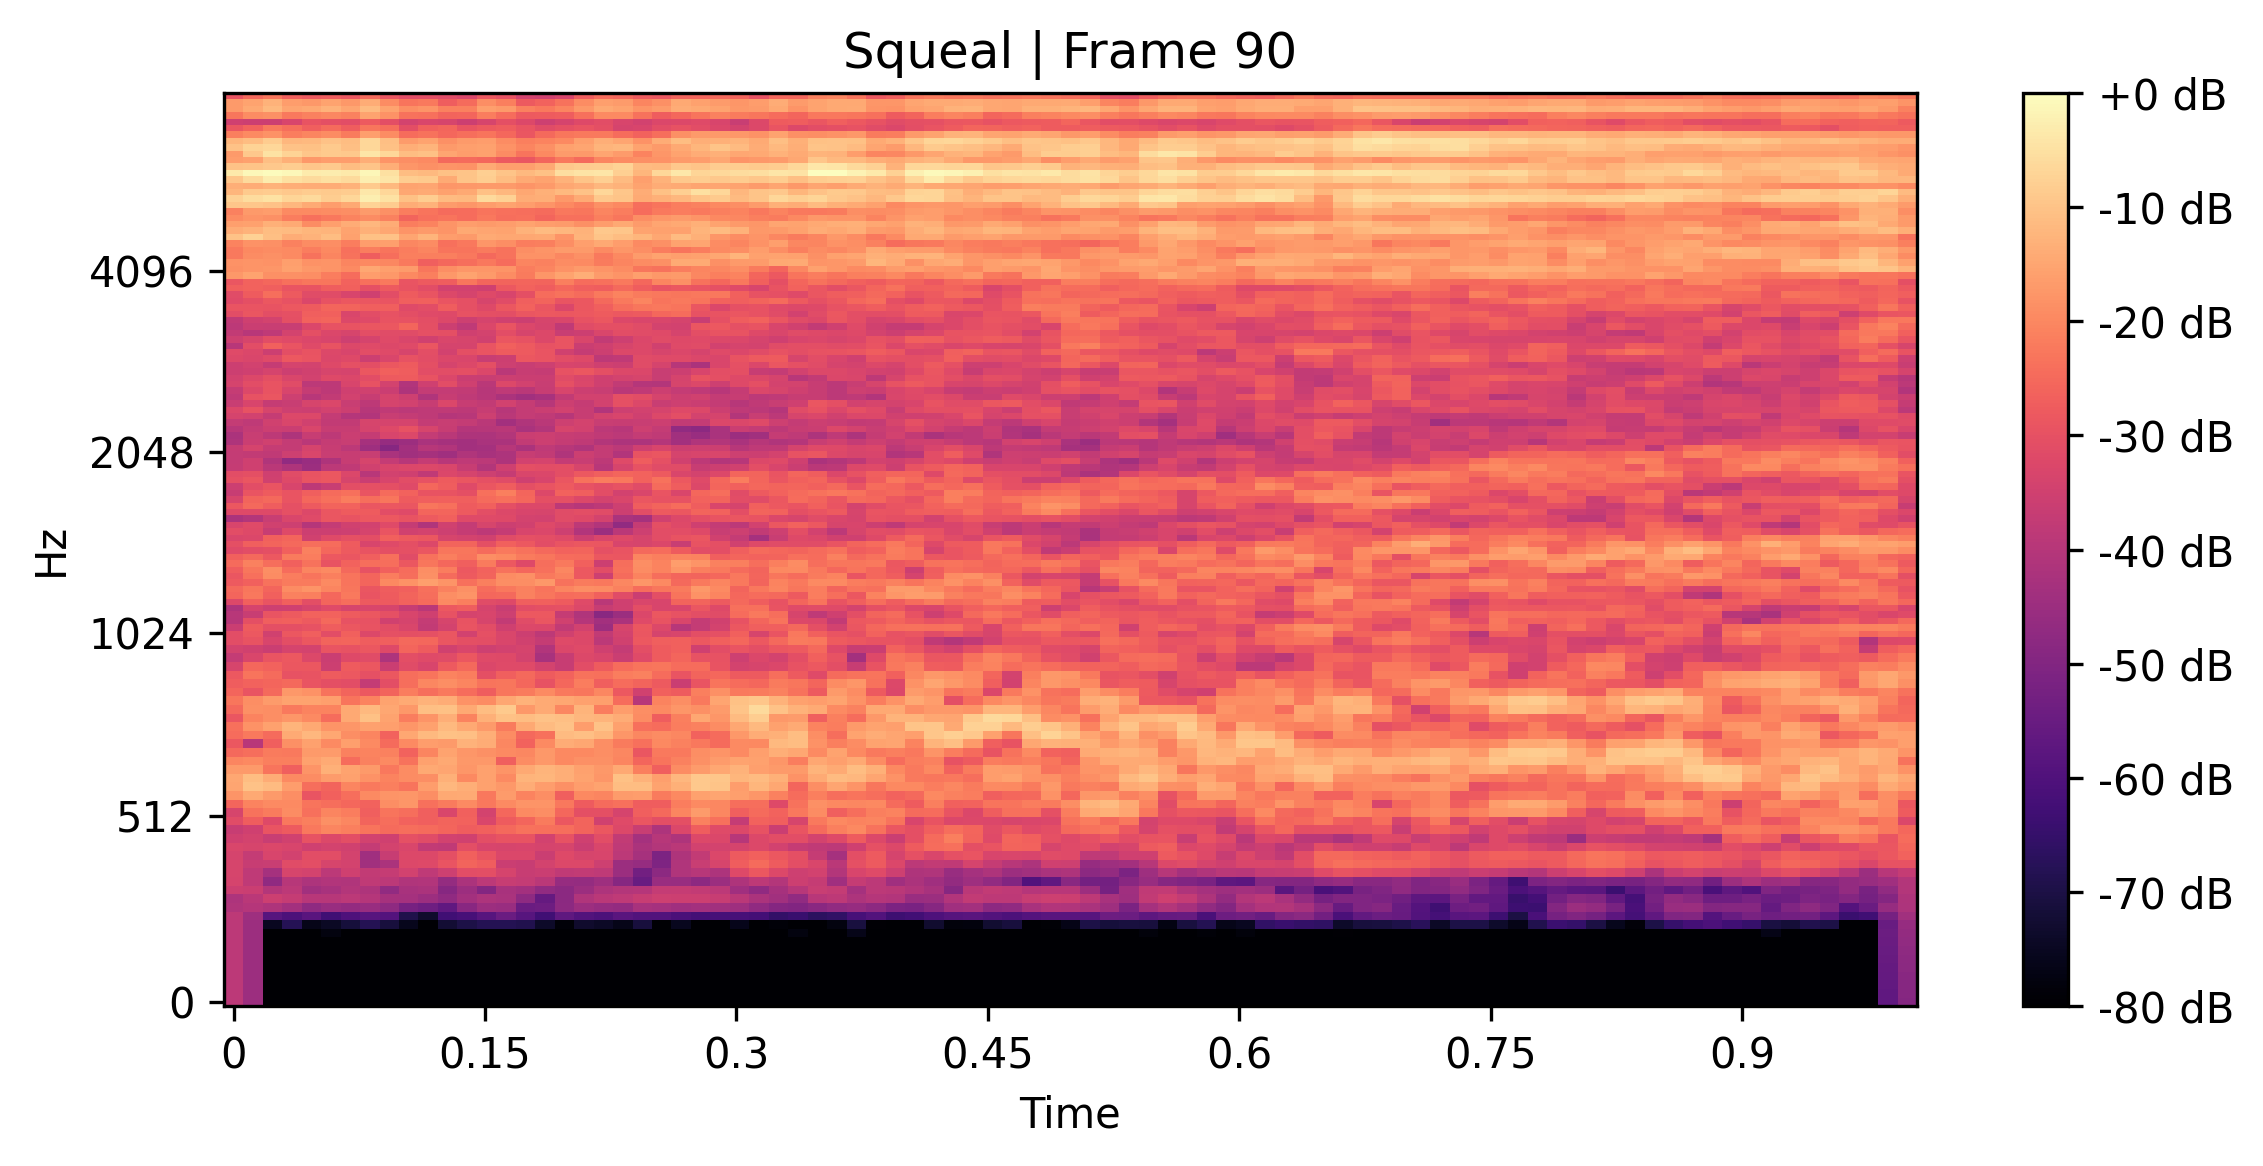 Squeal | Frame 90
+0 dB
-10 dB
-20 dB
-30 dB
-40 dB
-50 dB
-60 dB
-70 dB
-80 dB
4096
2048
1024
512
0
Hz
0
0.15
0.3
0.45
0.6
0.75
0.9
Time